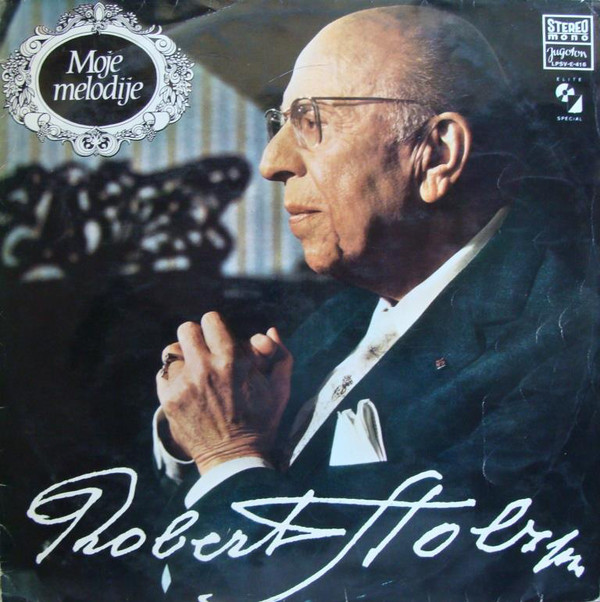 Moje
melodije
STEREO
mono
Jugoton
LPSV-E-416
ELITE
SPECIAL
Robert Stolz